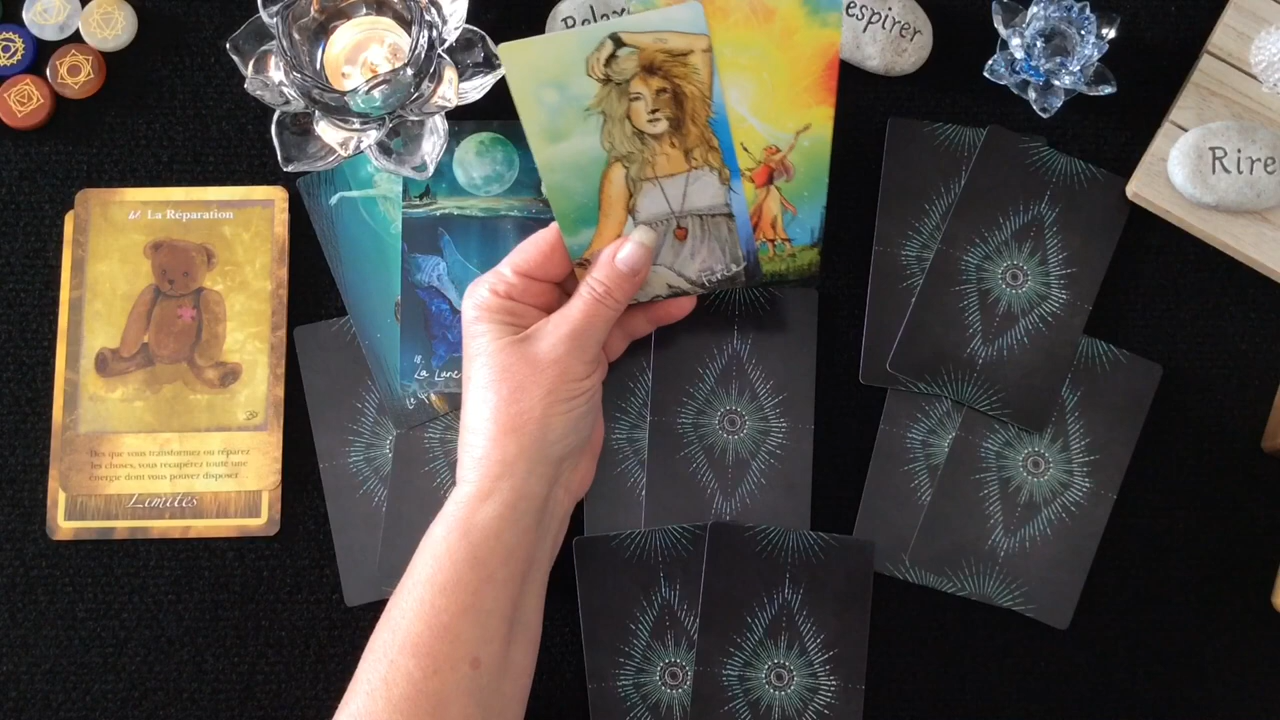 Relax
espirer
Rire
La Réparation
Dès que vous transformez ou réparez
les choses, vous récupérez toute une
énergie dont vous pouvez disposer...
Limites
18.
La Lune
Force